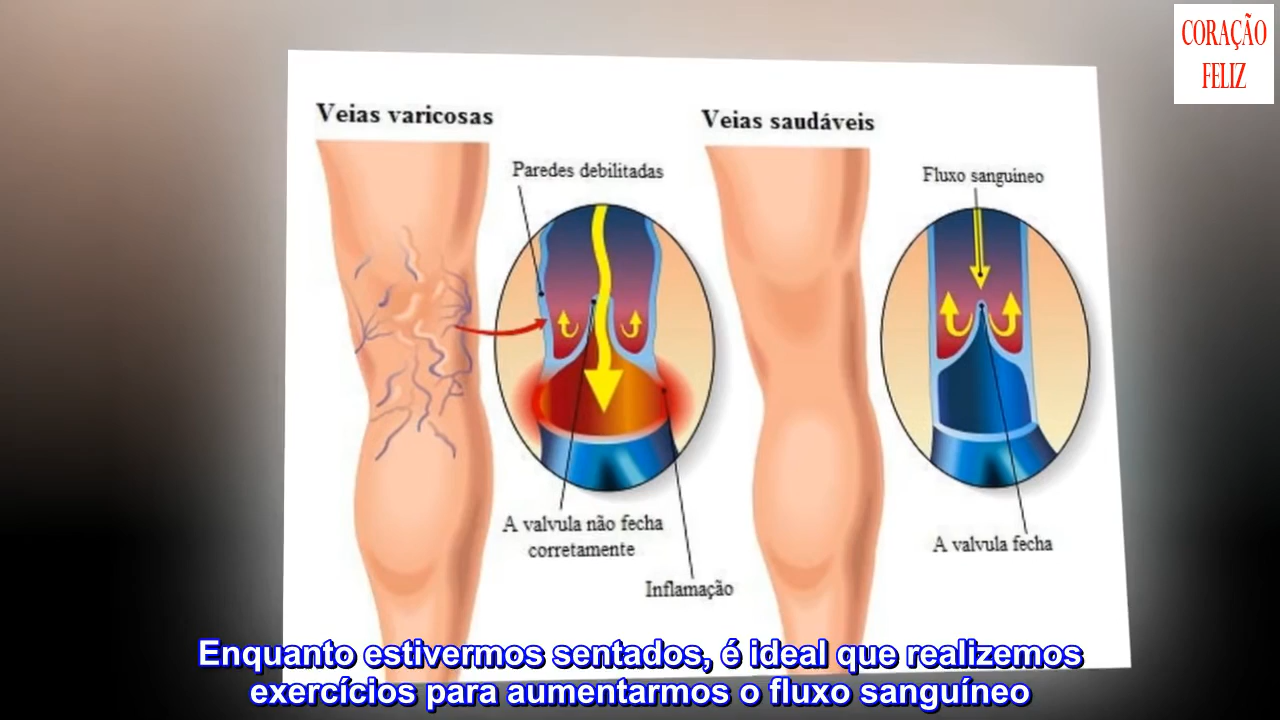 CORAÇÃO
FELIZ
Veias varicosas
Veias saudáveis
Paredes debilitadas
Fluxo sanguineo
A valvula não fecha
corretamente
A valvula fecha
Inflamação
Enquanto estivermos sentados, é ideal que realizemos
exercícios para aumentarmos o fluxo sanguíneo